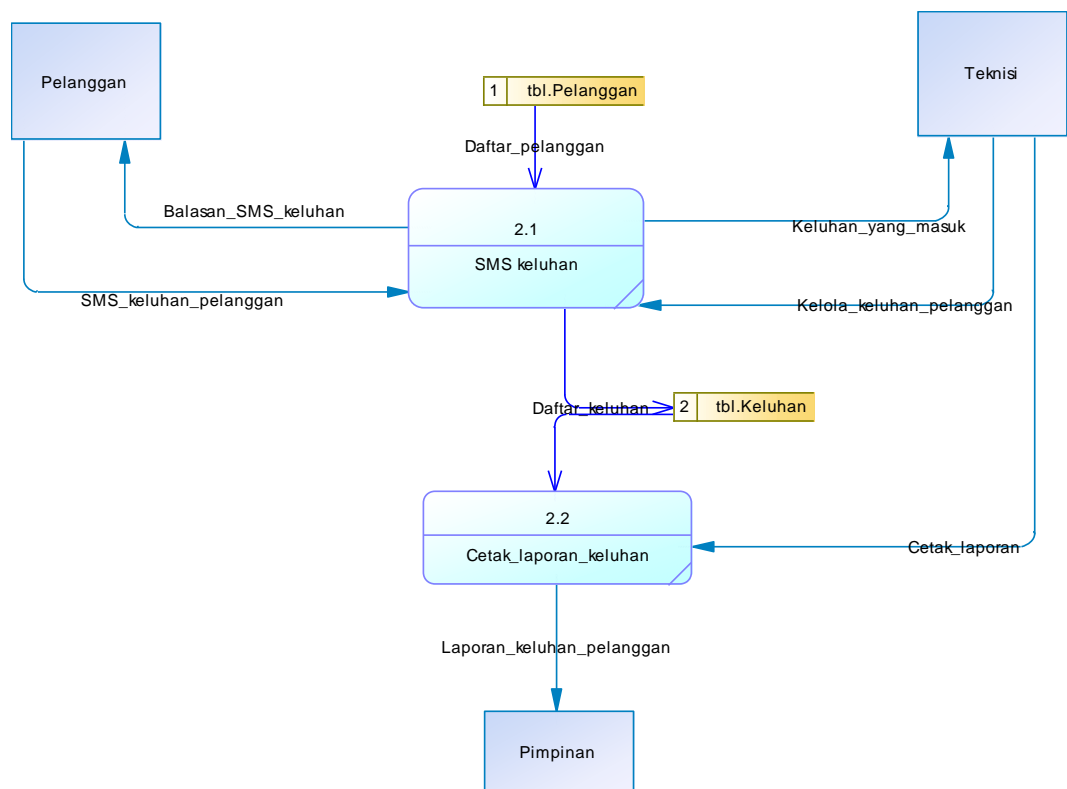 Pelanggan
Teknisi
1 tbl.Pelanggan
Daftar_pelanggan
Balasan_SMS_keluhan
2.1
Keluhan_yang_masuk
SMS keluhan
SMS_keluhan_pelanggan
Kelola_keluhan_pelanggan
Daftar_keluhan
2 tbl.Keluhan
2.2
Cetak_laporan_keluhan
Cetak_laporan
Laporan_keluhan_pelanggan
Pimpinan